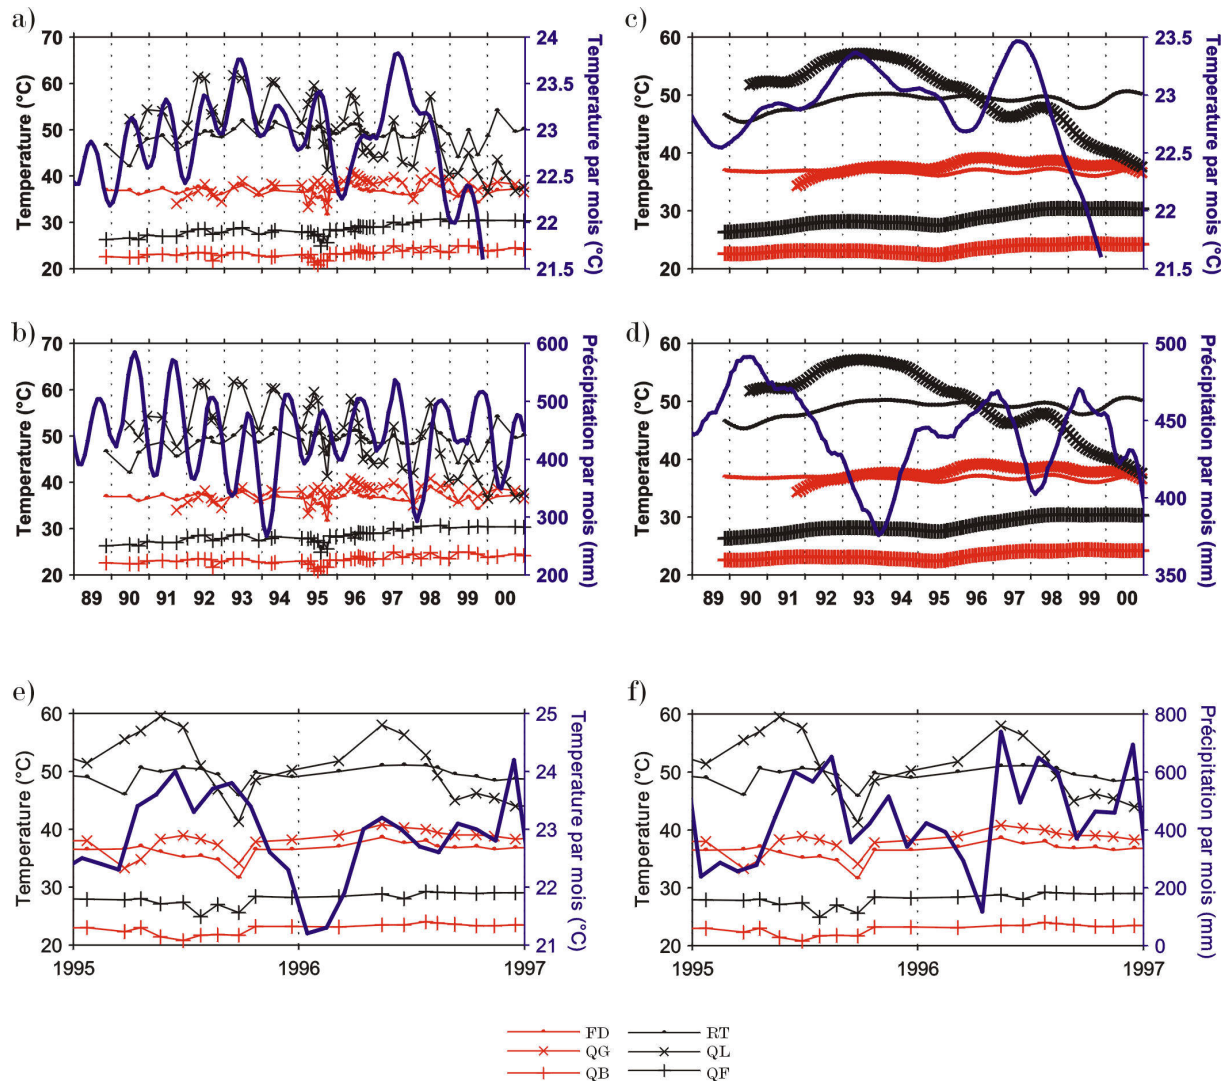 a)
70
60
50
40
30
20
Temperature (°C)
24
23.5
23
22.5
22
21.5
Temperature par mois (°C)
c)
60
50
40
30
20
Temperature (°C)
23.5
23
22.5
22
21.5
Temperature par mois (°C)
b)
70
60
50
40
30
20
Temperature (°C)
600
500
400
300
200
Précipitation par mois (mm)
89 90 91 92 93 94 95 96 97 98 99 00
d)
60
50
40
30
20
Temperature (°C)
500
450
400
350
Précipitation par mois (mm)
89 90 91 92 93 94 95 96 97 98 99 00
e)
60
50
40
30
20
Temperature (°C)
25
24
23
22
21
Temperature par mois (°C)
1995 1996 1997
f)
60
50
40
30
20
Temperature (°C)
800
600
400
200
0
Précipitation par mois (mm)
1995 1996 1997
FD RT
QG QL
QB QF